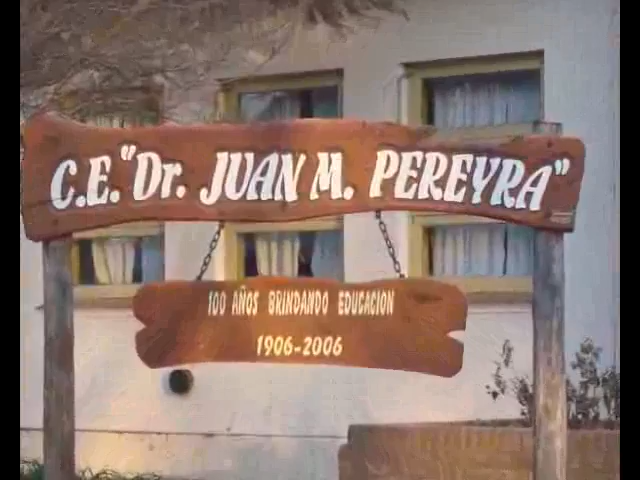 C.E. "Dr. JUAN M. PEREYRA"
100 AÑOS BRINDANDO EDUCACION
1906-2006